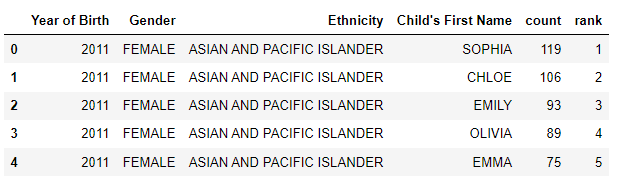 Year of Birth Gender Ethnicity Child's First Name count rank
0 2011 FEMALE ASIAN AND PACIFIC ISLANDER SOPHIA 119 1
1 2011 FEMALE ASIAN AND PACIFIC ISLANDER CHLOE 106 2
2 2011 FEMALE ASIAN AND PACIFIC ISLANDER EMILY 93 3
3 2011 FEMALE ASIAN AND PACIFIC ISLANDER OLIVIA 89 4
4 2011 FEMALE ASIAN AND PACIFIC ISLANDER EMMA 75 5